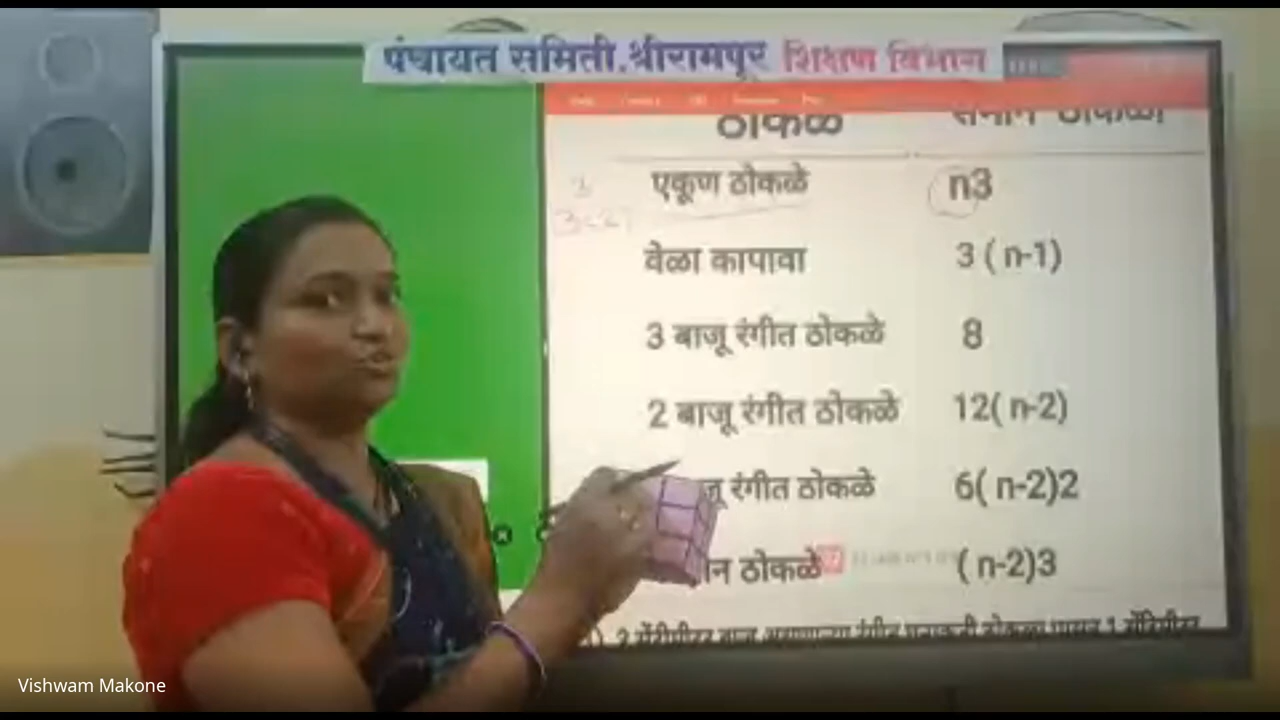 पंचायत समिती.श्रीरामपूर शिक्षण विभाग
ठोकळे
एकूण ठोकळे n3
वेळा कापावा 3 ( n-1)
3 बाजू रंगीत ठोकळे 8
2 बाजू रंगीत ठोकळे 12( n-2)
रंगीत ठोकळे 6( n-2)2
ठोकळे ( n-2)3
Vishwam Makone